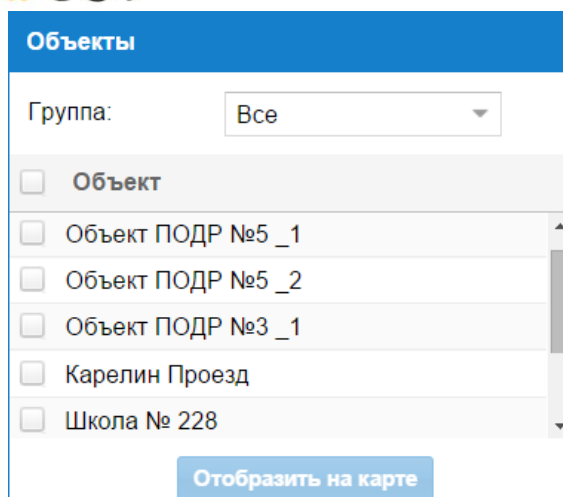 Объекты
Группа: Все
Объект
Объект ПОДР №5 _1
Объект ПОДР №5 _2
Объект ПОДР №3 _1
Карелин Проезд
Школа № 228
Отобразить на карте